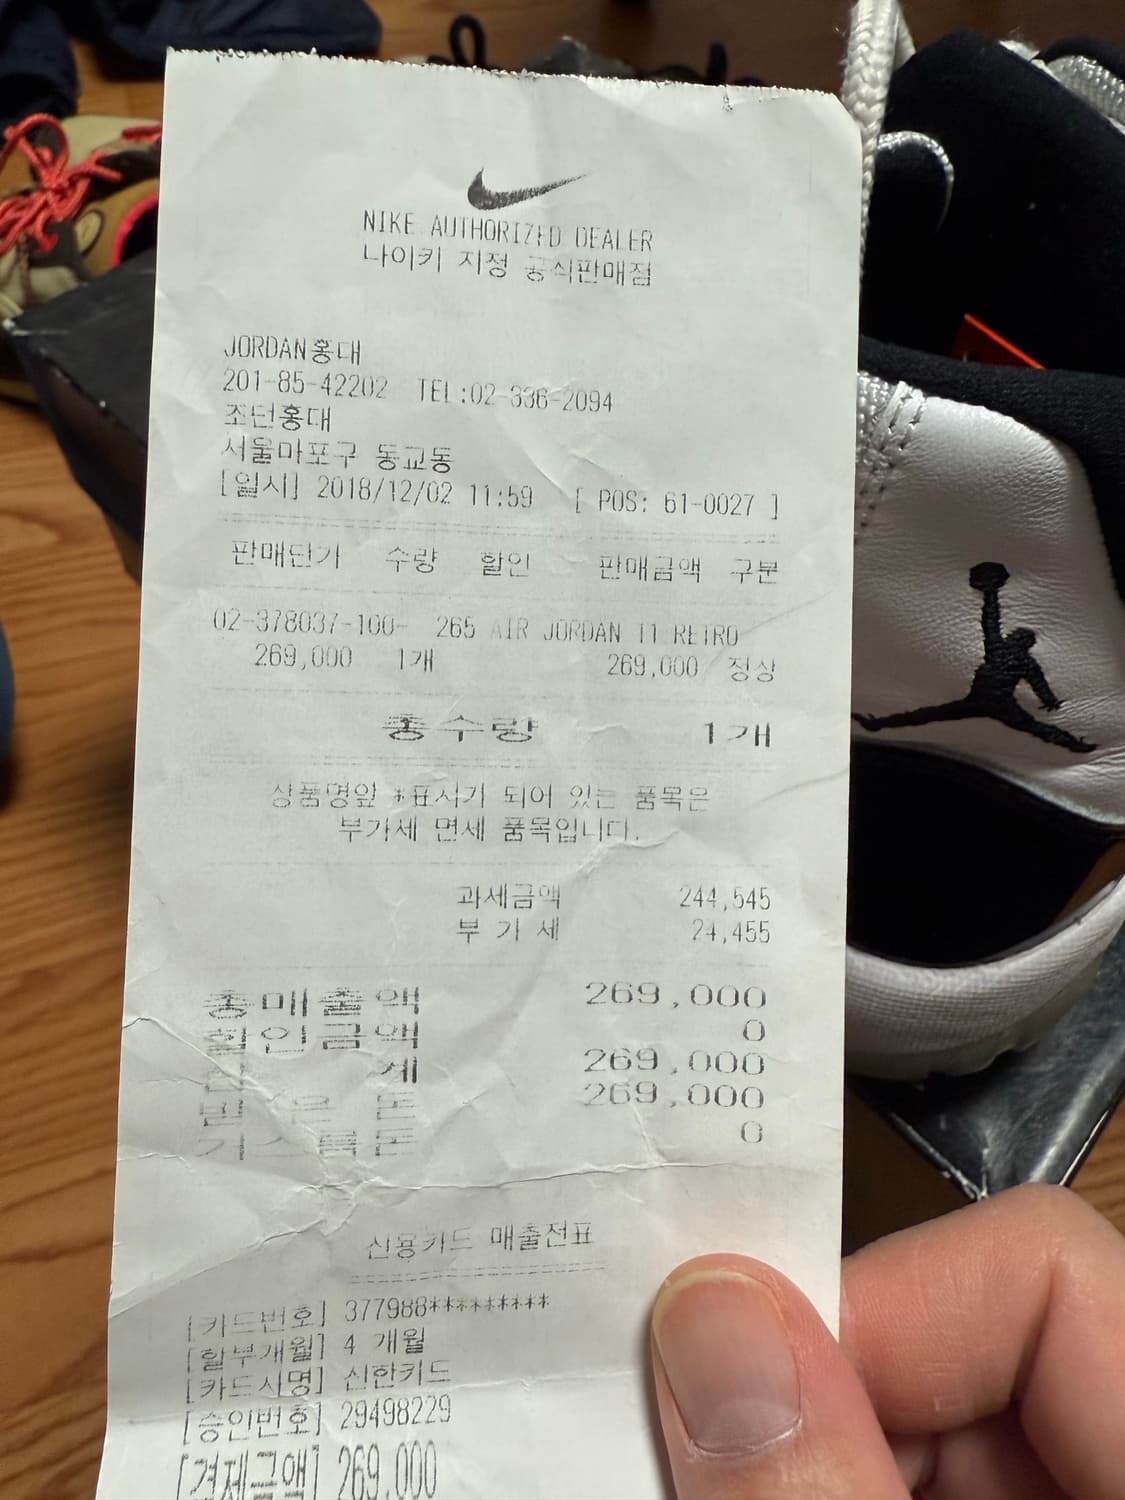 NIKE AUTHORIZED DEALER
나이키 지정 공식판매점
JORDAN홍대
201-85-42202 TEL:02-336-2094
조던홍대
서울마포구 동교동
[일시] 2018/12/02 11:59 [ POS: 61-0027 ]
판매단가 수량 할인 판매금액 구분
02-378037-100- 265 AIR JORDAN 11 RETRO
269,000 1개 269,000 정상
총수량 1개
상품명앞 *표시가 되어 있는 품목은
부가세 면세 품목입니다.
과세금액 244,545
부 가 세 24,455
총매출액 269,000
할인금액 0
계 269,000
받 은 돈 269,000
거스름돈 0
신용카드 매출전표
[카드번호] 377988*********
[할부개월] 4 개월
[카드사명] 신한카드
[승인번호] 29498229
[결제금액] 269,000